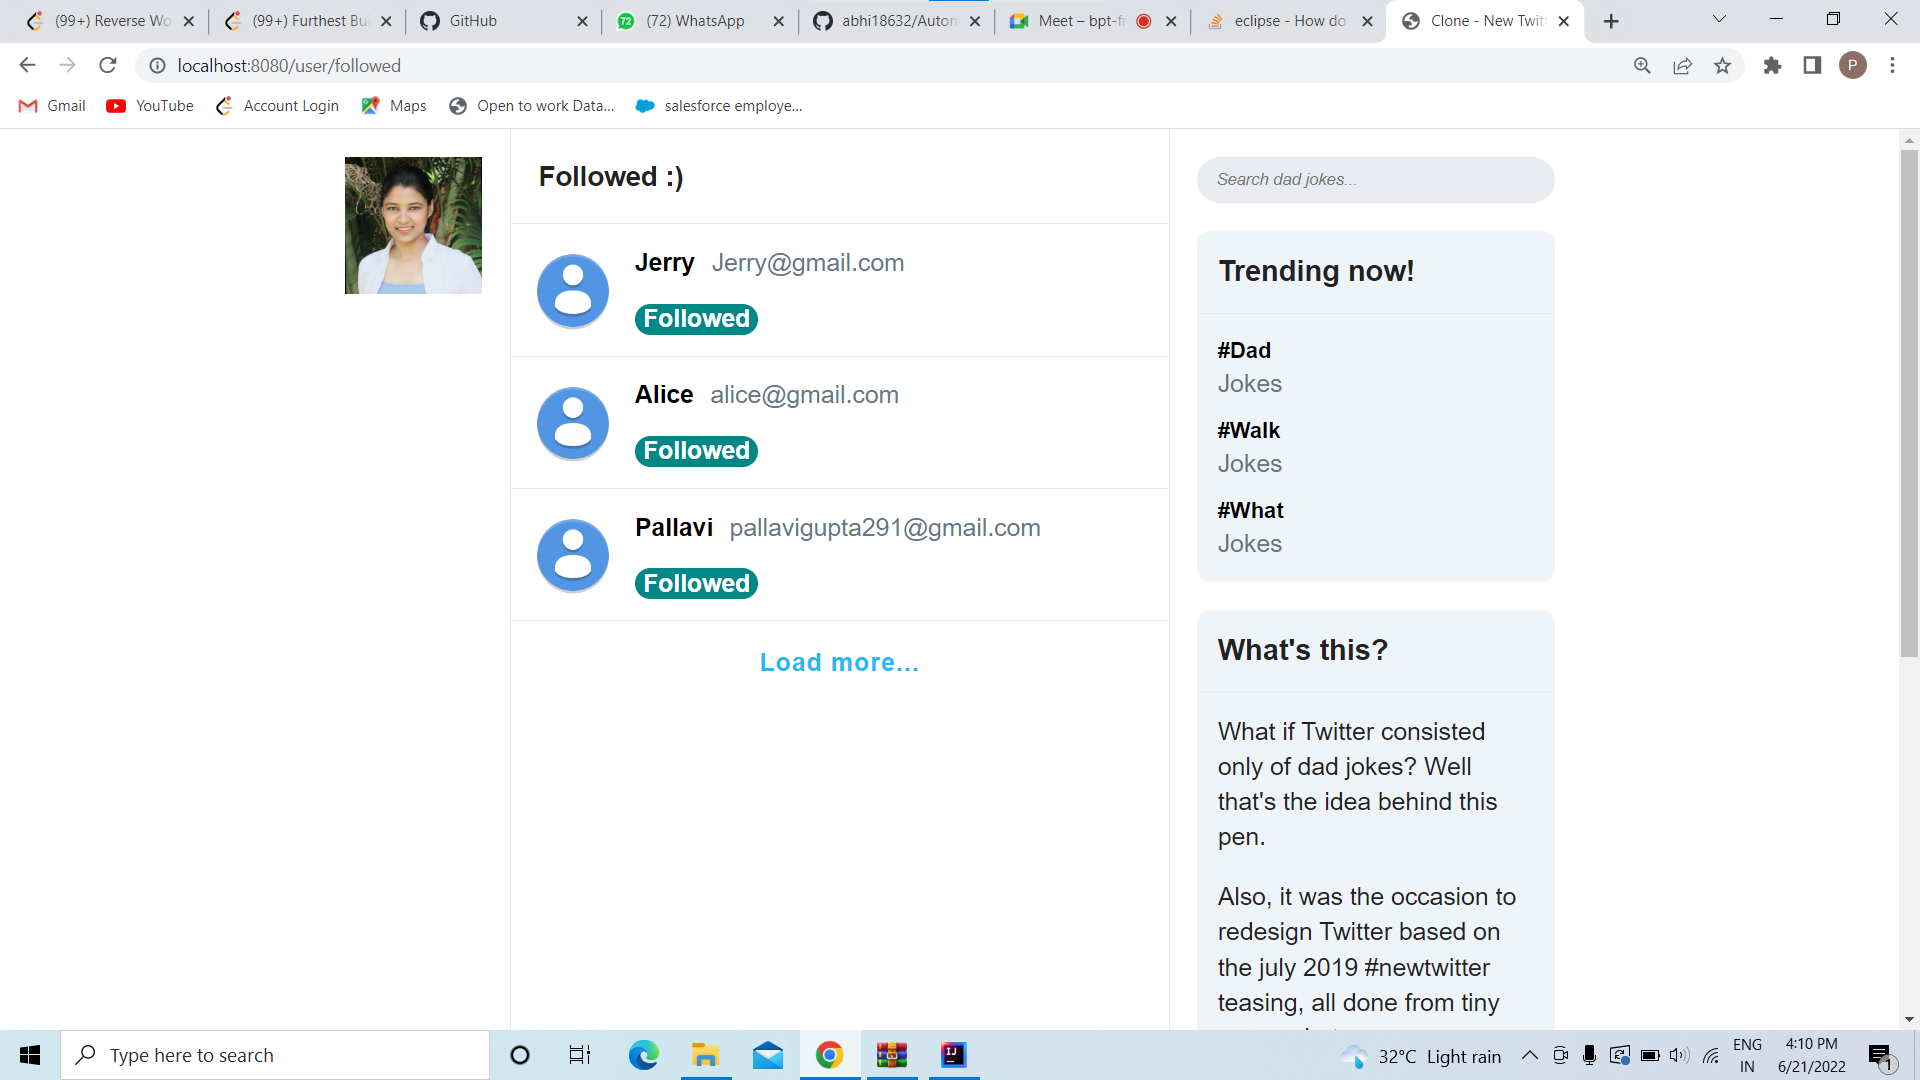 (99+) Reverse Wo
(99+) Furthest Bui
GitHub
72
(72) WhatsApp
abhi18632/Autom
Meet – bpt-fr
eclipse - How do
Clone - New Twitt
localhost:8080/user/followed
P
Gmail
YouTube
Account Login
Maps
Open to work Data...
salesforce employe...
Followed :)
Jerry Jerry@gmail.com
Followed
Alice alice@gmail.com
Followed
Pallavi pallavigupta291@gmail.com
Followed
Load more...
Search dad jokes...
Trending now!
#Dad
Jokes
#Walk
Jokes
#What
Jokes
What's this?
What if Twitter consisted
only of dad jokes? Well
that's the idea behind this
pen.
Also, it was the occasion to
redesign Twitter based on
the july 2019 #newtwitter
teasing, all done from tiny
Type here to search
IJ
32°C Light rain
ENG
IN
4:10 PM
6/21/2022
1